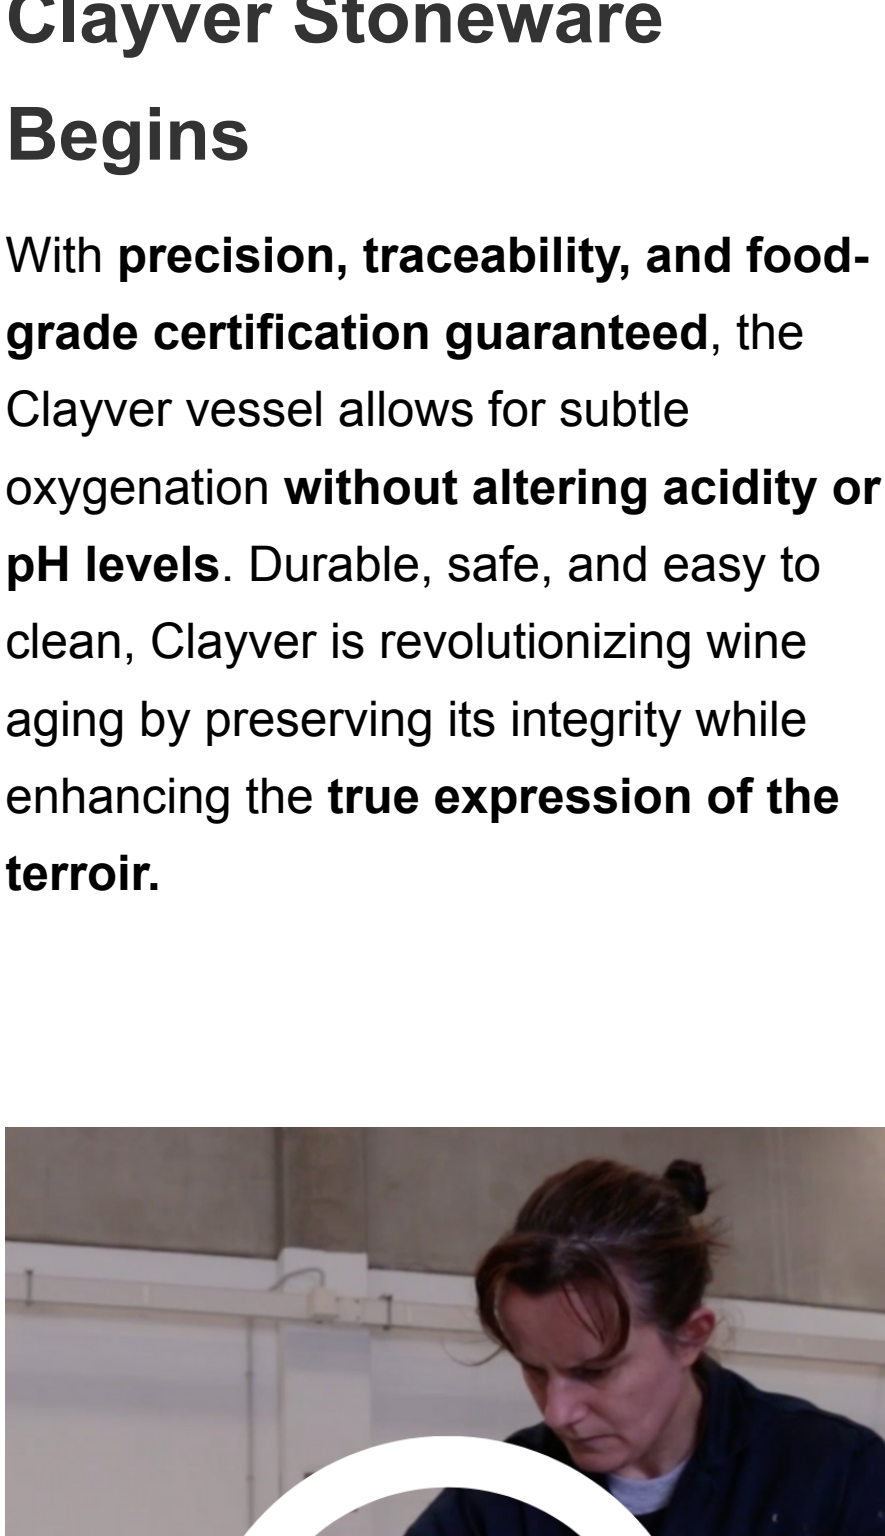 Clayver Stoneware
Begins
With precision, traceability, and food-
grade certification guaranteed, the
Clayver vessel allows for subtle
oxygenation without altering acidity or
pH levels. Durable, safe, and easy to
clean, Clayver is revolutionizing wine
aging by preserving its integrity while
enhancing the true expression of the
terroir.